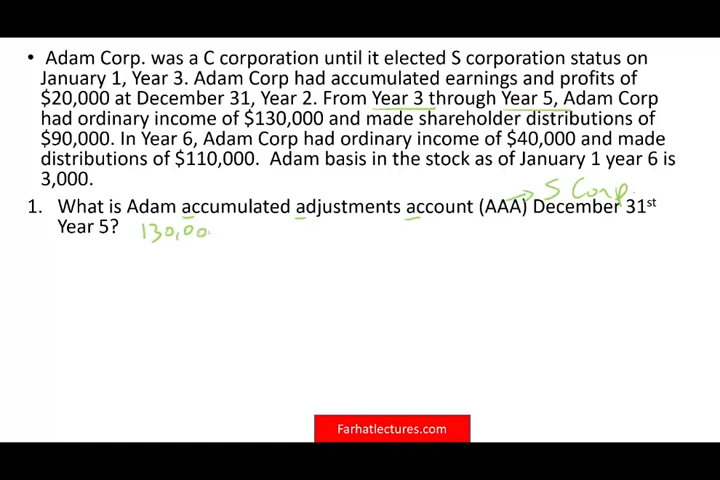 • Adam Corp. was a C corporation until it elected S corporation status on
January 1, Year 3. Adam Corp had accumulated earnings and profits of
$20,000 at December 31, Year 2. From Year 3 through Year 5, Adam Corp
had ordinary income of $130,000 and made shareholder distributions of
$90,000. In Year 6, Adam Corp had ordinary income of $40,000 and made
distributions of $110,000. Adam basis in the stock as of January 1 year 6 is
3,000.
→ S Corp.
1. What is Adam accumulated adjustments account (AAA) December 31st
Year 5? 130,00
Farhatlectures.com